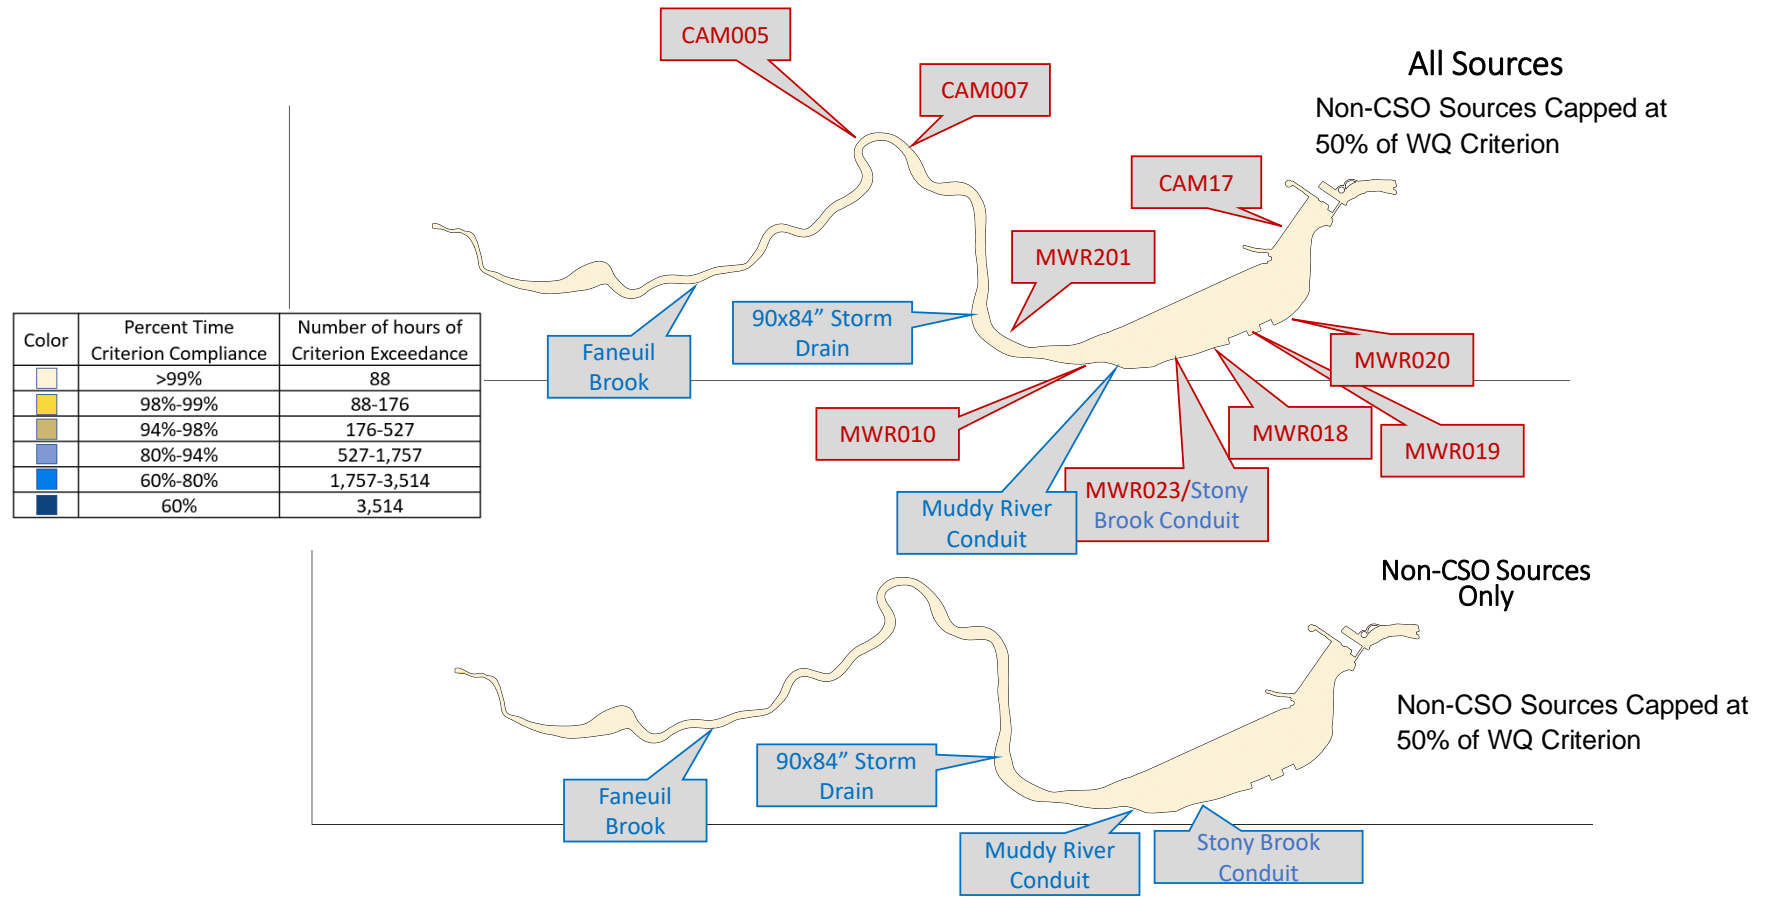 CAM005
CAM007
All Sources
Non-CSO Sources Capped at
50% of WQ Criterion
CAM17
MWR201
90x84” Storm
Drain
Faneuil
Brook
MWR020
MWR010
MWR018
MWR019
MWR023/Stony
Brook Conduit
Muddy River
Conduit
Color Percent Time Criterion Compliance Number of hours of Criterion Exceedance
>99% 88
98%-99% 88-176
94%-98% 176-527
80%-94% 527-1,757
60%-80% 1,757-3,514
60% 3,514
Non-CSO Sources
Only
Non-CSO Sources Capped at
50% of WQ Criterion
90x84” Storm
Drain
Faneuil
Brook
Muddy River
Conduit
Stony Brook
Conduit